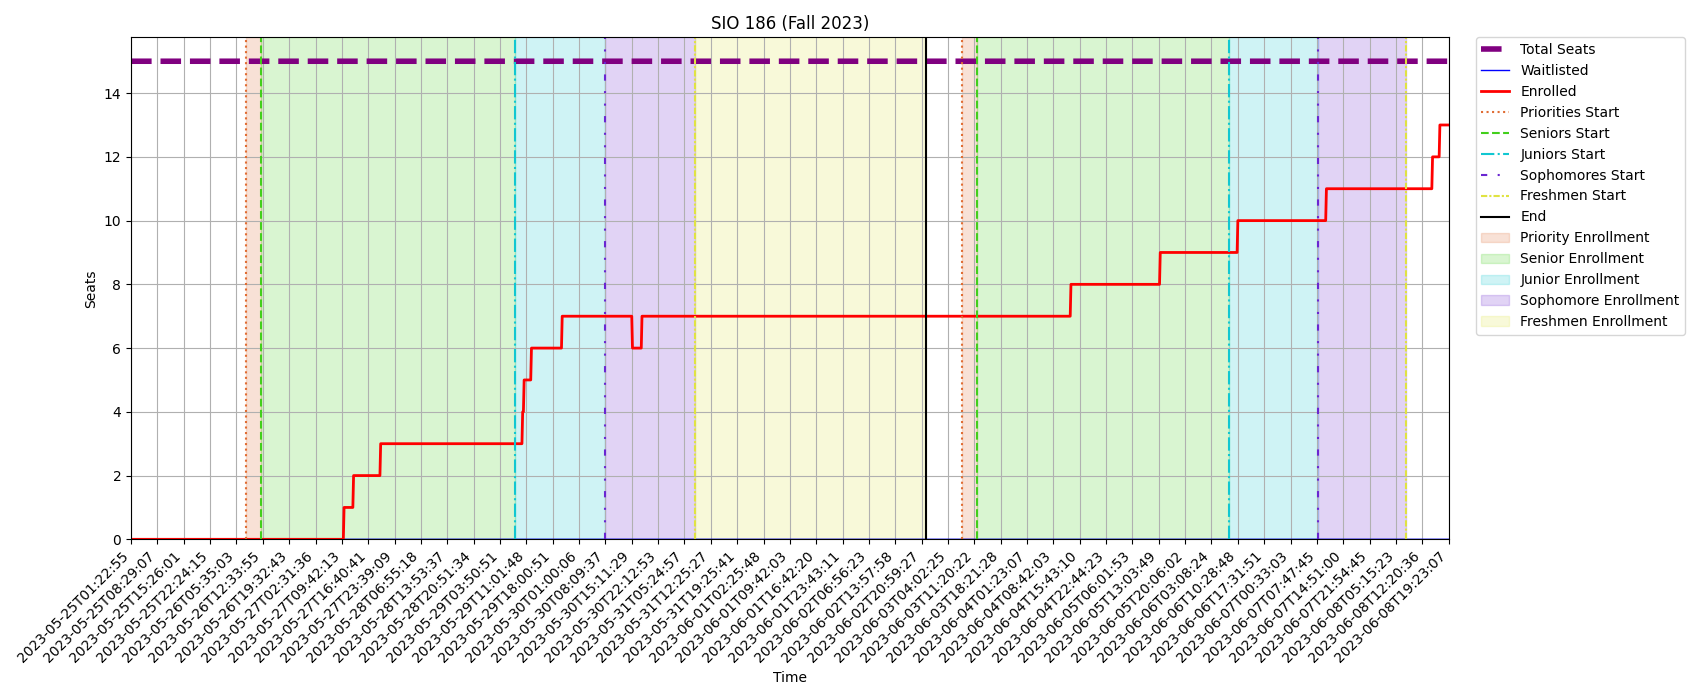 SIO 186 (Fall 2023)
Total Seats
Waitlisted
Enrolled
Priorities Start
Seniors Start
Juniors Start
Sophomores Start
Freshmen Start
End
Priority Enrollment
Senior Enrollment
Junior Enrollment
Sophomore Enrollment
Freshmen Enrollment
Seats
14
12
10
8
6
4
2
0
2023-05-25T01:22:55
2023-05-25T08:29:07
2023-05-25T15:26:01
2023-05-25T22:24:15
2023-05-26T05:35:03
2023-05-26T12:33:55
2023-05-26T19:32:43
2023-05-27T02:31:36
2023-05-27T09:42:13
2023-05-27T16:40:41
2023-05-27T23:39:09
2023-05-28T06:55:18
2023-05-28T13:53:37
2023-05-28T20:51:34
2023-05-29T03:50:51
2023-05-29T11:01:48
2023-05-29T18:00:51
2023-05-30T01:00:06
2023-05-30T08:09:37
2023-05-30T15:11:29
2023-05-30T22:12:53
2023-05-31T05:24:57
2023-05-31T12:25:27
2023-05-31T19:25:41
2023-06-01T02:25:48
2023-06-01T09:42:03
2023-06-01T16:42:20
2023-06-01T23:43:11
2023-06-02T06:56:23
2023-06-02T13:57:58
2023-06-02T20:59:27
2023-06-03T04:02:25
2023-06-03T11:20:22
2023-06-03T18:21:28
2023-06-04T01:23:07
2023-06-04T08:42:03
2023-06-04T15:43:10
2023-06-04T22:44:23
2023-06-05T06:01:53
2023-06-05T13:03:49
2023-06-05T20:06:02
2023-06-06T03:08:24
2023-06-06T10:28:48
2023-06-06T17:31:51
2023-06-07T00:33:03
2023-06-07T07:47:45
2023-06-07T14:51:00
2023-06-07T21:54:45
2023-06-08T05:15:23
2023-06-08T12:20:36
2023-06-08T19:23:07
Time